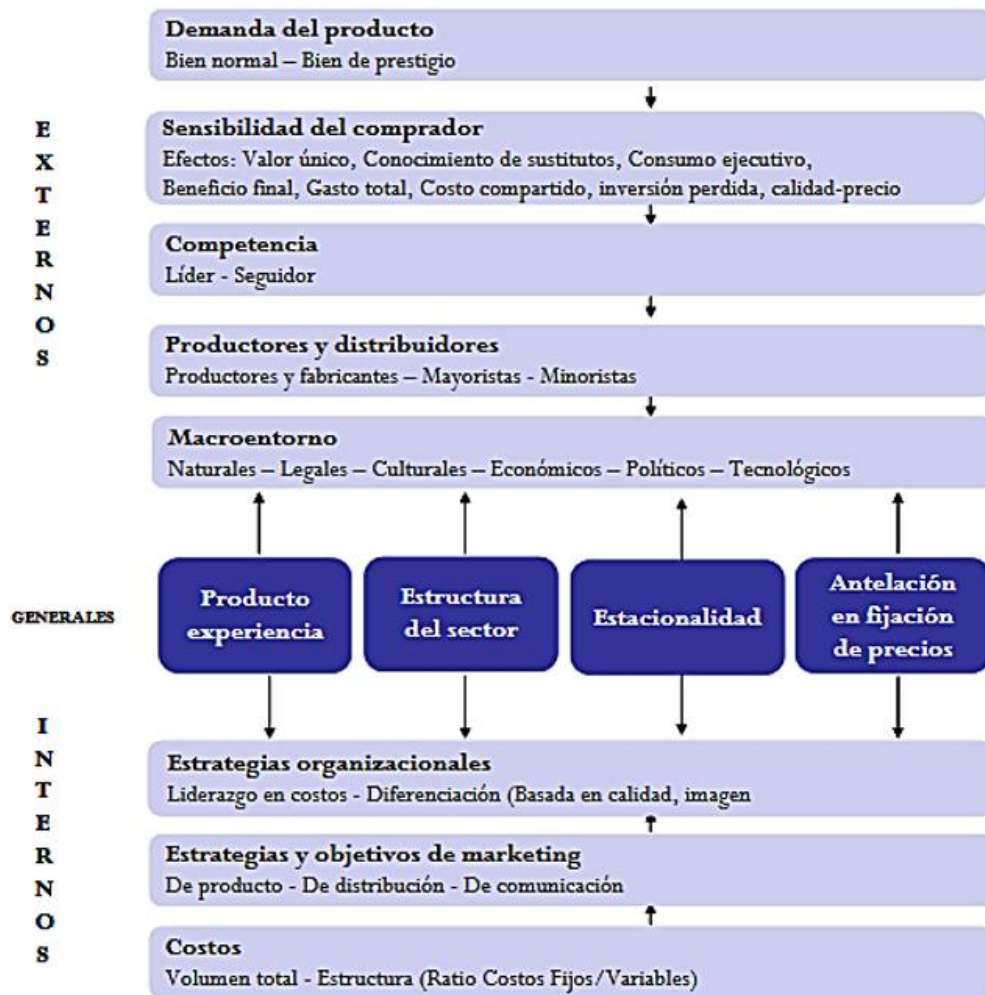 Demanda del producto
Bien normal – Bien de prestigio
EXTERNOS
Sensibilidad del comprador
Efectos: Valor único, Conocimiento de sustitutos, Consumo ejecutivo,
Beneficio final, Gasto total, Costo compartido, inversión perdida, calidad-precio
Competencia
Líder - Seguidor
Productores y distribuidores
Productores y fabricantes – Mayoristas - Minoristas
Macroentorno
Naturales – Legales – Culturales – Económicos – Políticos – Tecnológicos
GENERALES
Producto
experiencia
Estructura
del sector
Estacionalidad
Antelación
en fijación
de precios
INTERNOS
Estrategias organizacionales
Liderazgo en costos - Diferenciación (Basada en calidad, imagen
Estrategias y objetivos de marketing
De producto - De distribución - De comunicación
Costos
Volumen total - Estructura (Ratio Costos Fijos/Variables)